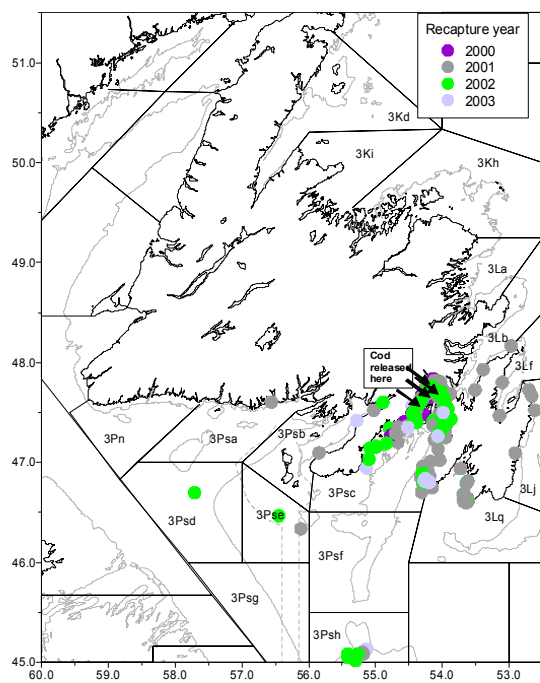 Recapture year
2000
2001
2002
2003
51.0
50.0
49.0
48.0
47.0
46.0
45.0
60.0
59.0
58.0
57.0
56.0
55.0
54.0
53.0
3Kd
3Ki
3Kh
3La
3Lb
3Lf
Cod
released
here
3Pn
3Psa
3Psb
3Psc
3Lj
3Psd
3Pse
3Lq
3Psf
3Psg
3Psh